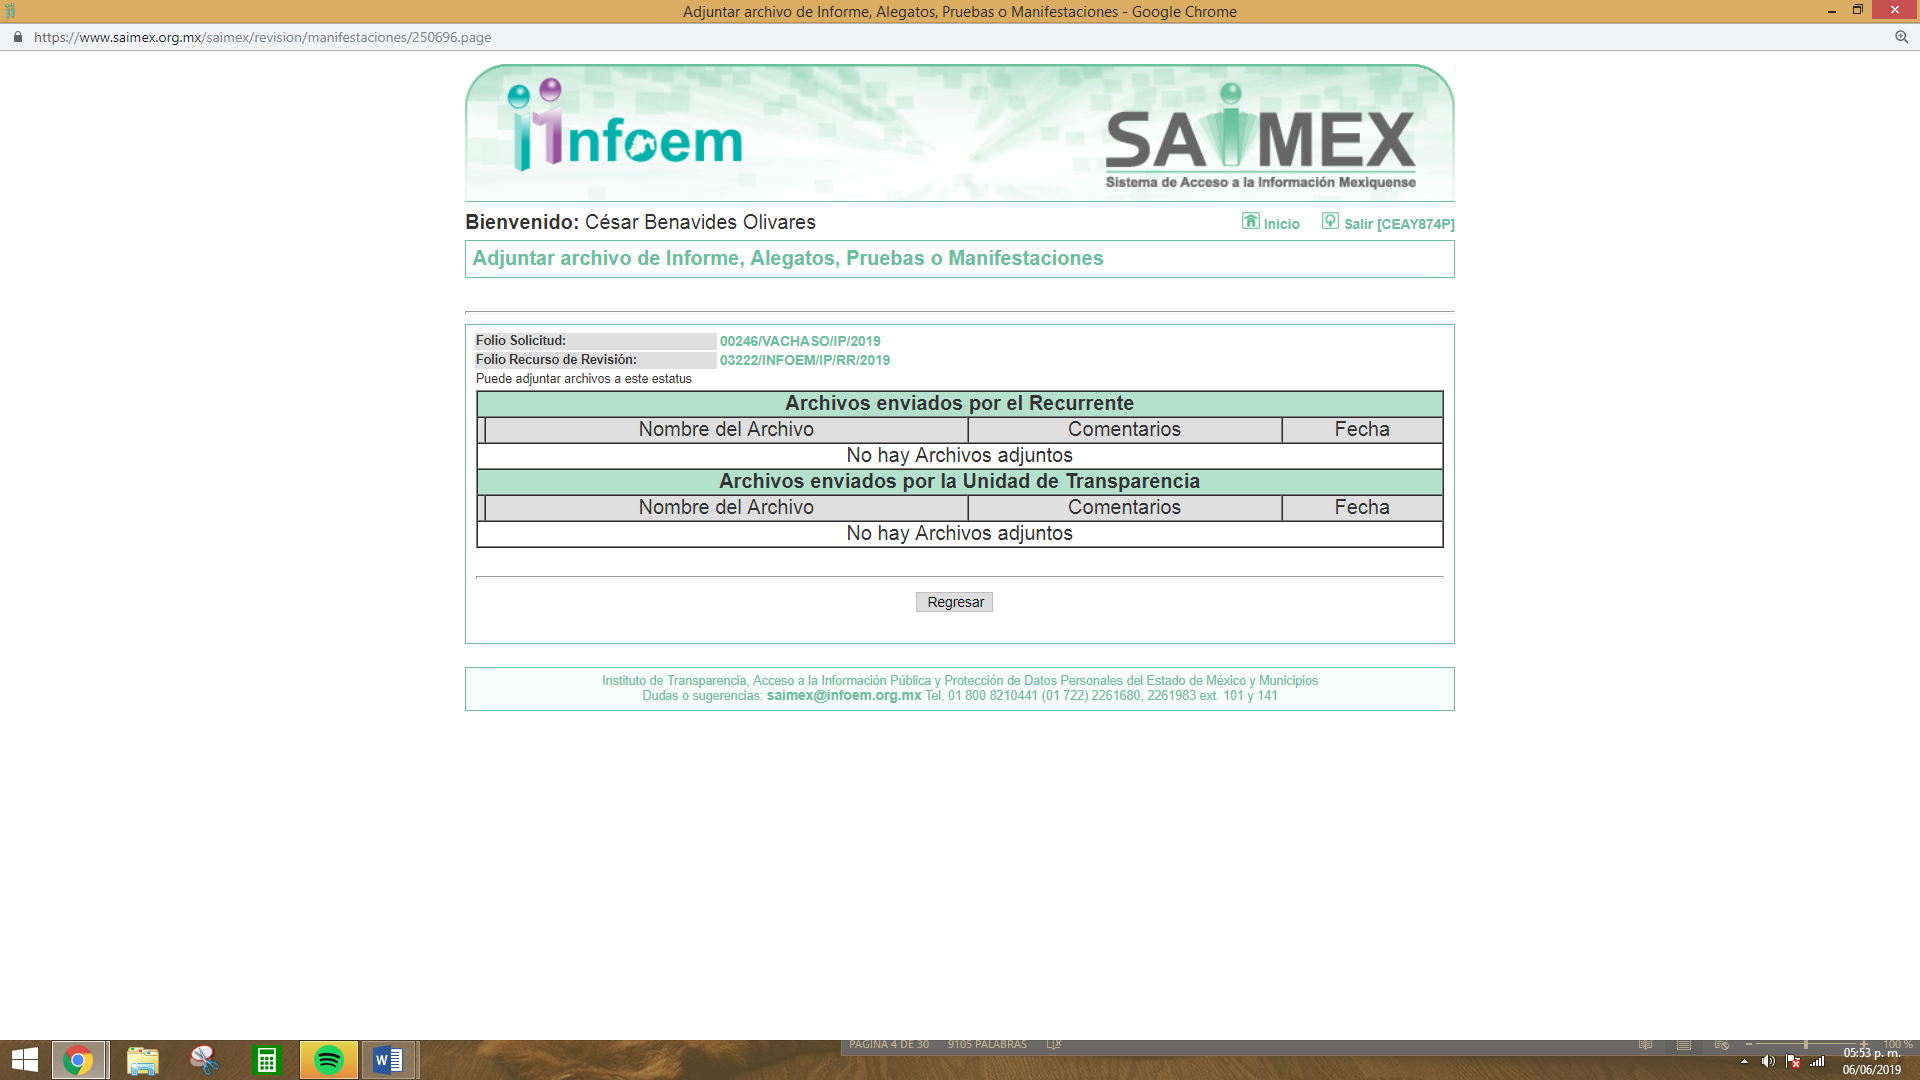 Adjuntar archivo de Informe, Alegatos, Pruebas o Manifestaciones - Google Chrome
https://www.saimex.org.mx/saimex/revision/manifestaciones/250696.page
infoem
SAIMEX
Sistema de Acceso a la Información Mexiquense
Bienvenido: César Benavides Olivares
Inicio Salir [CEAY874P]
Adjuntar archivo de Informe, Alegatos, Pruebas o Manifestaciones
Folio Solicitud: 00246/VACHASO/IP/2019
Folio Recurso de Revisión: 03222/INFOEM/IP/RR/2019
Puede adjuntar archivos a este estatus
Archivos enviados por el Recurrente
Nombre del Archivo Comentarios Fecha
No hay Archivos adjuntos
Archivos enviados por la Unidad de Transparencia
Nombre del Archivo Comentarios Fecha
No hay Archivos adjuntos
Regresar
Instituto de Transparencia, Acceso a la Información Pública y Protección de Datos Personales del Estado de México y Municipios
Dudas o sugerencias: saimex@infoem.org.mx Tel. 01 800 8210441 (01 722) 2261680, 2261983 ext. 101 y 141
PÁGINA 4 DE 30 9105 PALABRAS 100 %
05:53 p. m.
06/06/2019